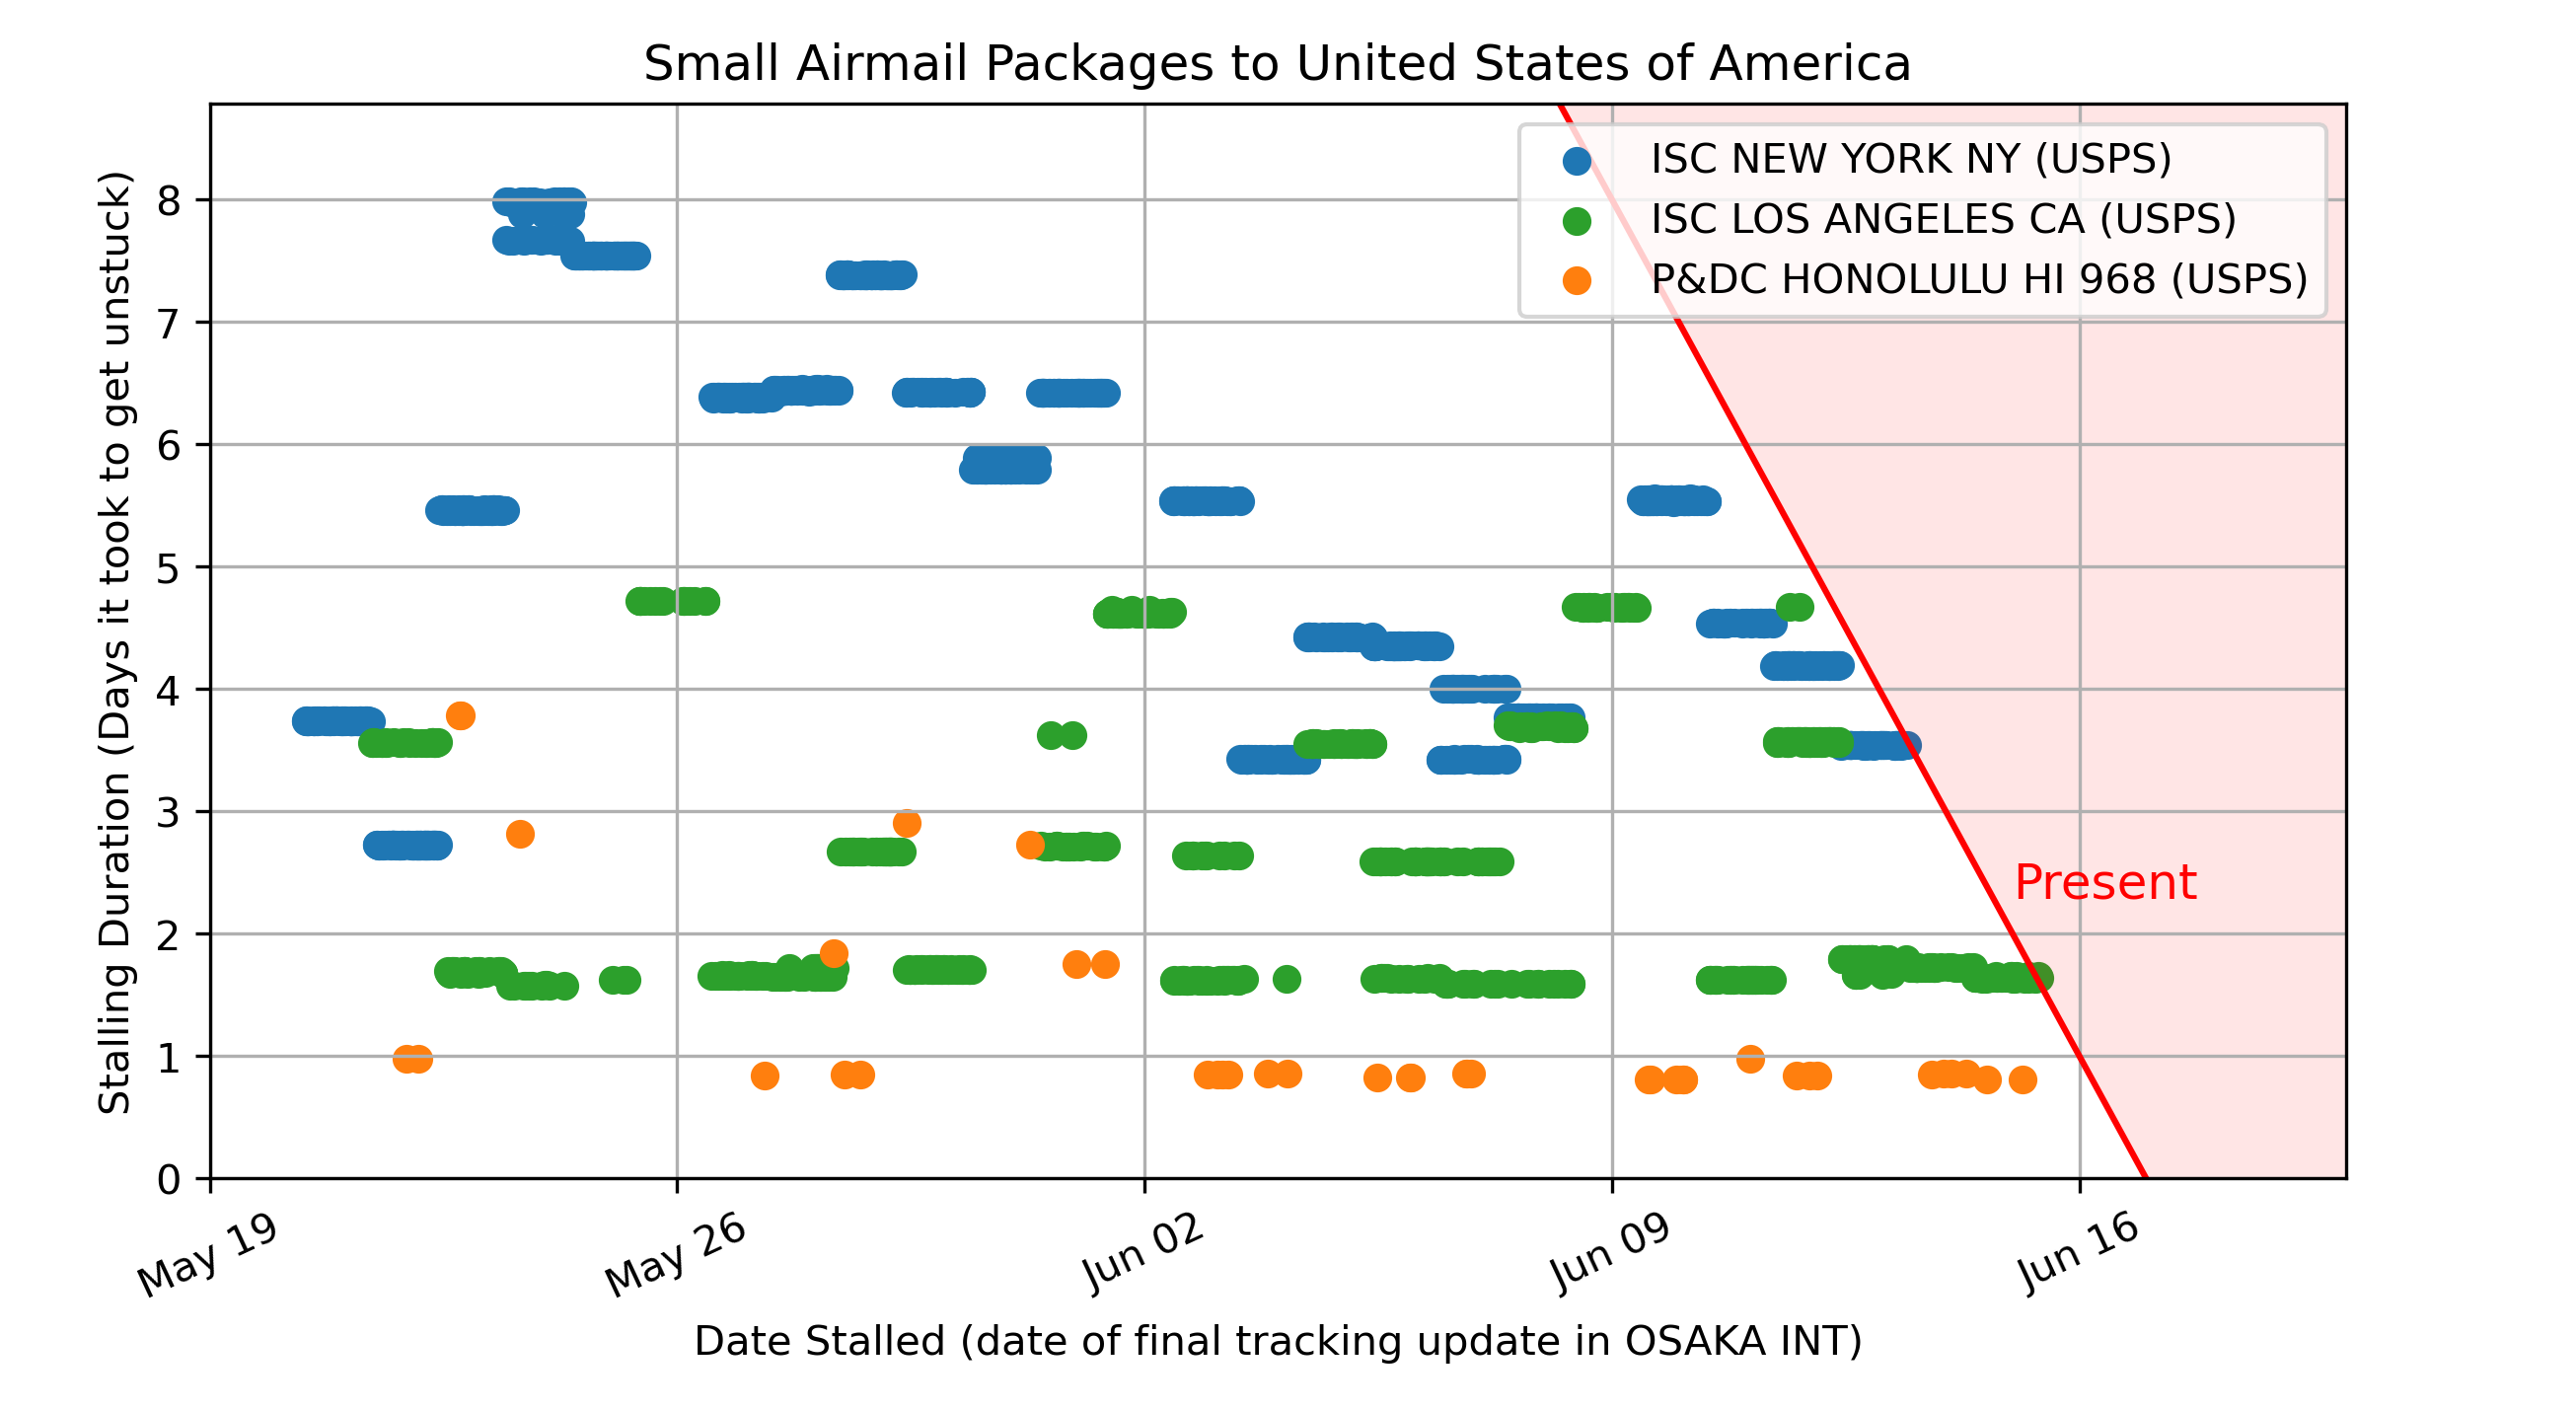 Small Airmail Packages to United States of America
ISC NEW YORK NY (USPS)
ISC LOS ANGELES CA (USPS)
P&DC HONOLULU HI 968 (USPS)
Stalling Duration (Days it took to get unstuck)
8
7
6
5
4
3
2
1
0
Present
May 19
May 26
Jun 02
Jun 09
Jun 16
Date Stalled (date of final tracking update in OSAKA INT)